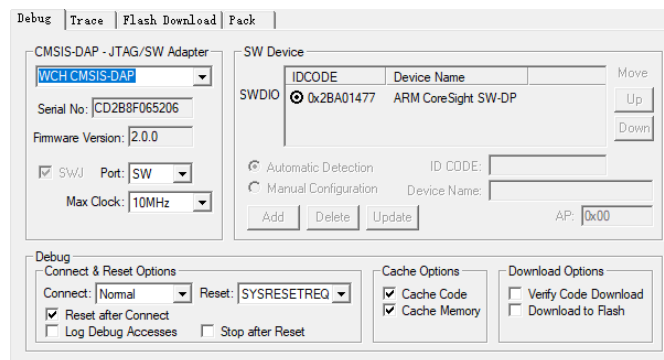 Debug Trace Flash Download Pack
CMSIS-DAP - JTAG/SW Adapter
WCH CMSIS-DAP
Serial No: CD2B8F065206
Firmware Version: 2.0.0
SWJ Port: SW
Max Clock: 10MHz
SW Device
IDCODE Device Name Move
SWDIO 0x2BA01477 ARM CoreSight SW-DP Up
Down
Automatic Detection ID CODE:
Manual Configuration Device Name:
Add Delete Update AP: 0x00
Debug
Connect & Reset Options
Connect: Normal Reset: SYSRESETREQ
Reset after Connect
Log Debug Accesses Stop after Reset
Cache Options
Cache Code
Cache Memory
Download Options
Verify Code Download
Download to Flash